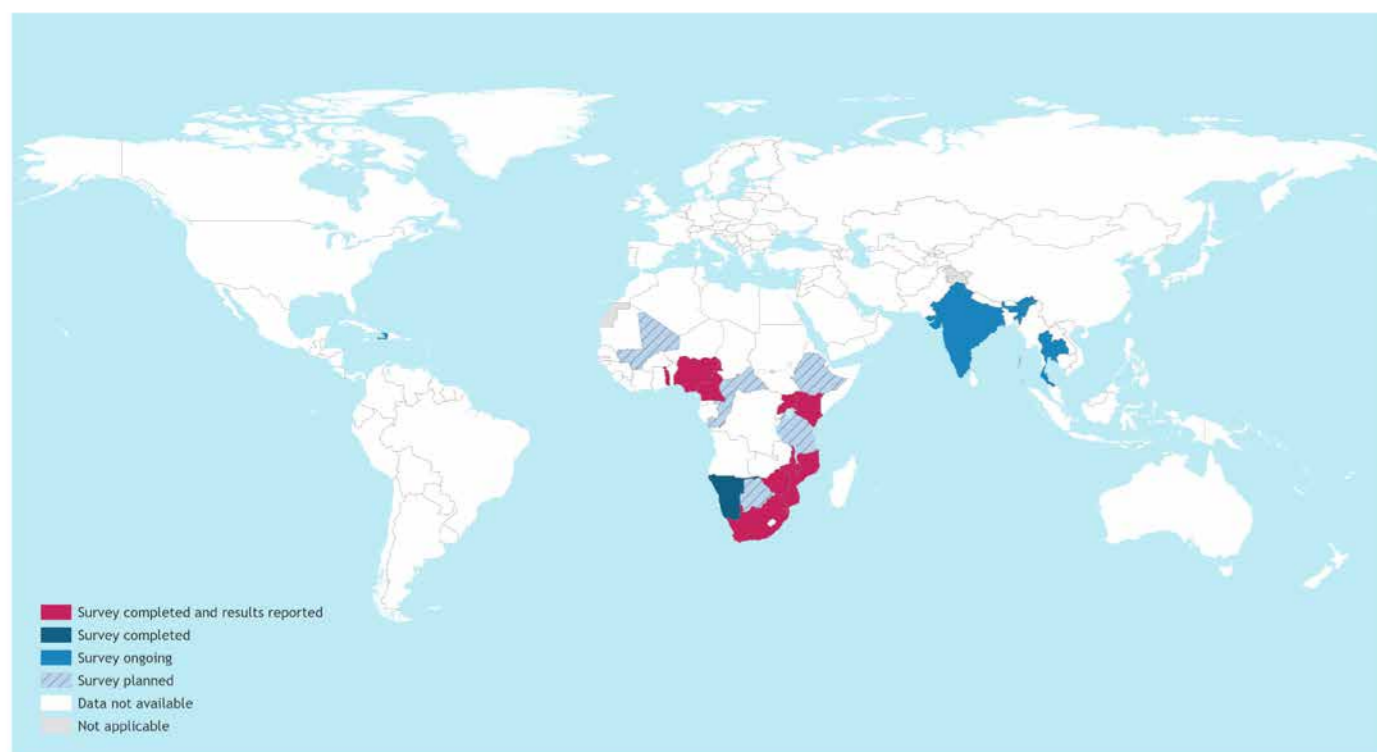 Survey completed and results reported
Survey completed
Survey ongoing
Survey planned
Data not available
Not applicable